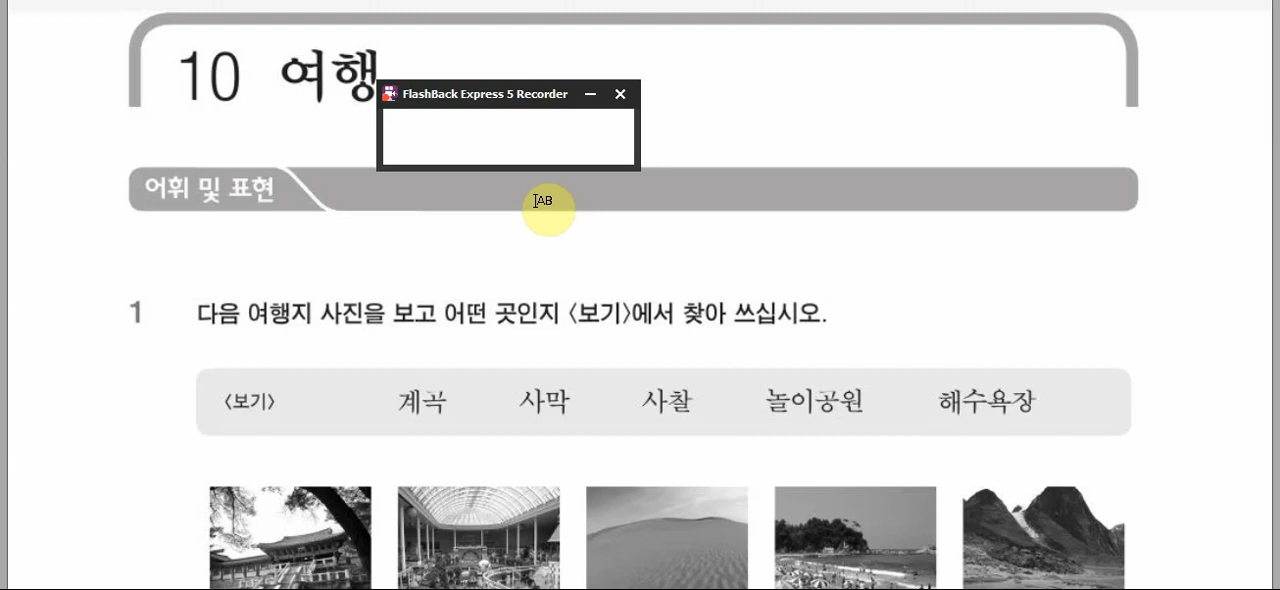 10 여행
FlashBack Express 5 Recorder
어휘 및 표현
AB
1 다음 여행지 사진을 보고 어떤 곳인지 〈보기〉에서 찾아 쓰십시오.
〈보기〉 계곡 사막 사찰 놀이공원 해수욕장